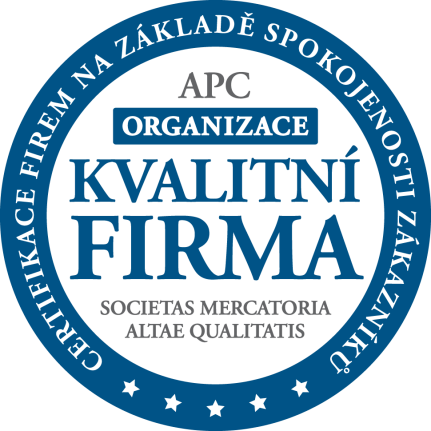 CERTIFIKACE FIREM NA ZÁKLADĚ SPOKOJENOSTI ZÁKAZNÍKŮ
APC
ORGANIZACE
KVALITNÍ
FIRMA
SOCIETAS MERCATORIA
ALTAE QUALITATIS